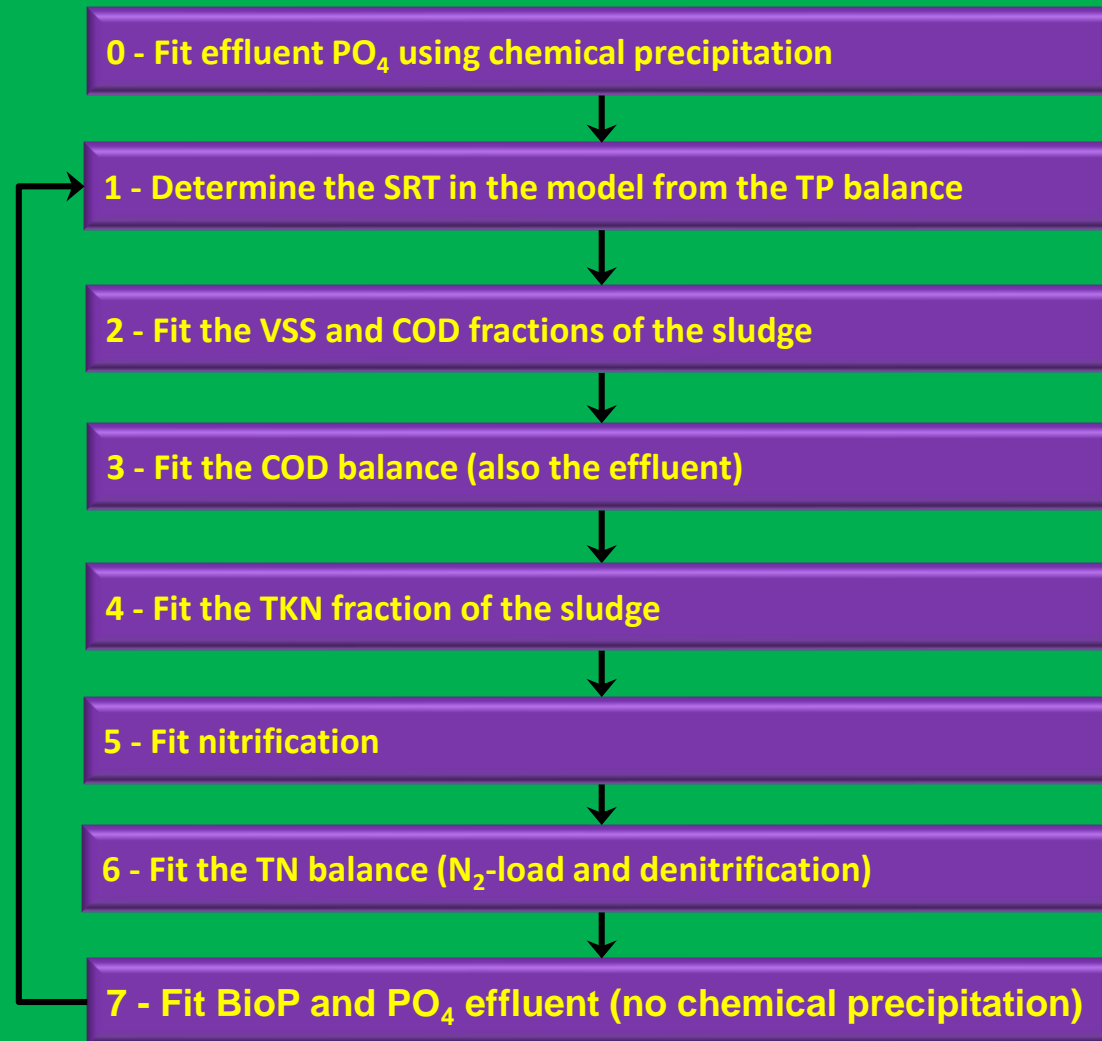 0 - Fit effluent PO₄ using chemical precipitation
1 - Determine the SRT in the model from the TP balance
2 - Fit the VSS and COD fractions of the sludge
3 - Fit the COD balance (also the effluent)
4 - Fit the TKN fraction of the sludge
5 - Fit nitrification
6 - Fit the TN balance (N₂-load and denitrification)
7 - Fit BioP and PO₄ effluent (no chemical precipitation)